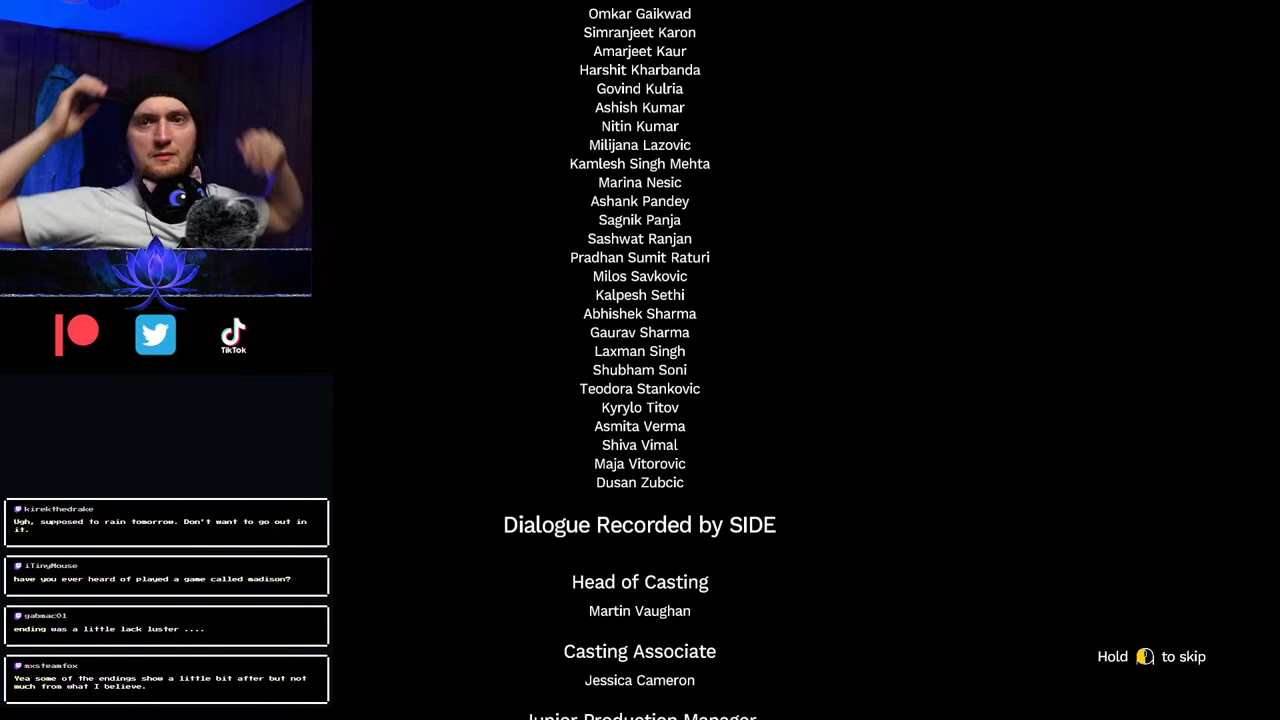 Omkar Gaikwad
Simranjeet Karon
Amarjeet Kaur
Harshit Kharbanda
Govind Kulria
Ashish Kumar
Nitin Kumar
Milijana Lazovic
Kamlesh Singh Mehta
Marina Nesic
Ashank Pandey
Sagnik Panja
Sashwat Ranjan
Pradhan Sumit Raturi
Milos Savkovic
Kalpesh Sethi
Abhishek Sharma
Gaurav Sharma
Laxman Singh
Shubham Soni
Teodora Stankovic
Kyrylo Titov
Asmita Verma
Shiva Vimal
Maja Vitorovic
Dusan Zubcic
Dialogue Recorded by SIDE
Head of Casting
Martin Vaughan
Casting Associate
Jessica Cameron
Junior Production Manager
Hold to skip
TikTok
kirekthedrake
Ugh, supposed to rain tomorrow. Don't want to go out in
it.
iTinyMouse
have you ever heard of played a game called madison?
gabmac01
ending was a little lack luster ....
mxsteamfox
Yea some of the endings show a little bit after but not
much from what I believe.